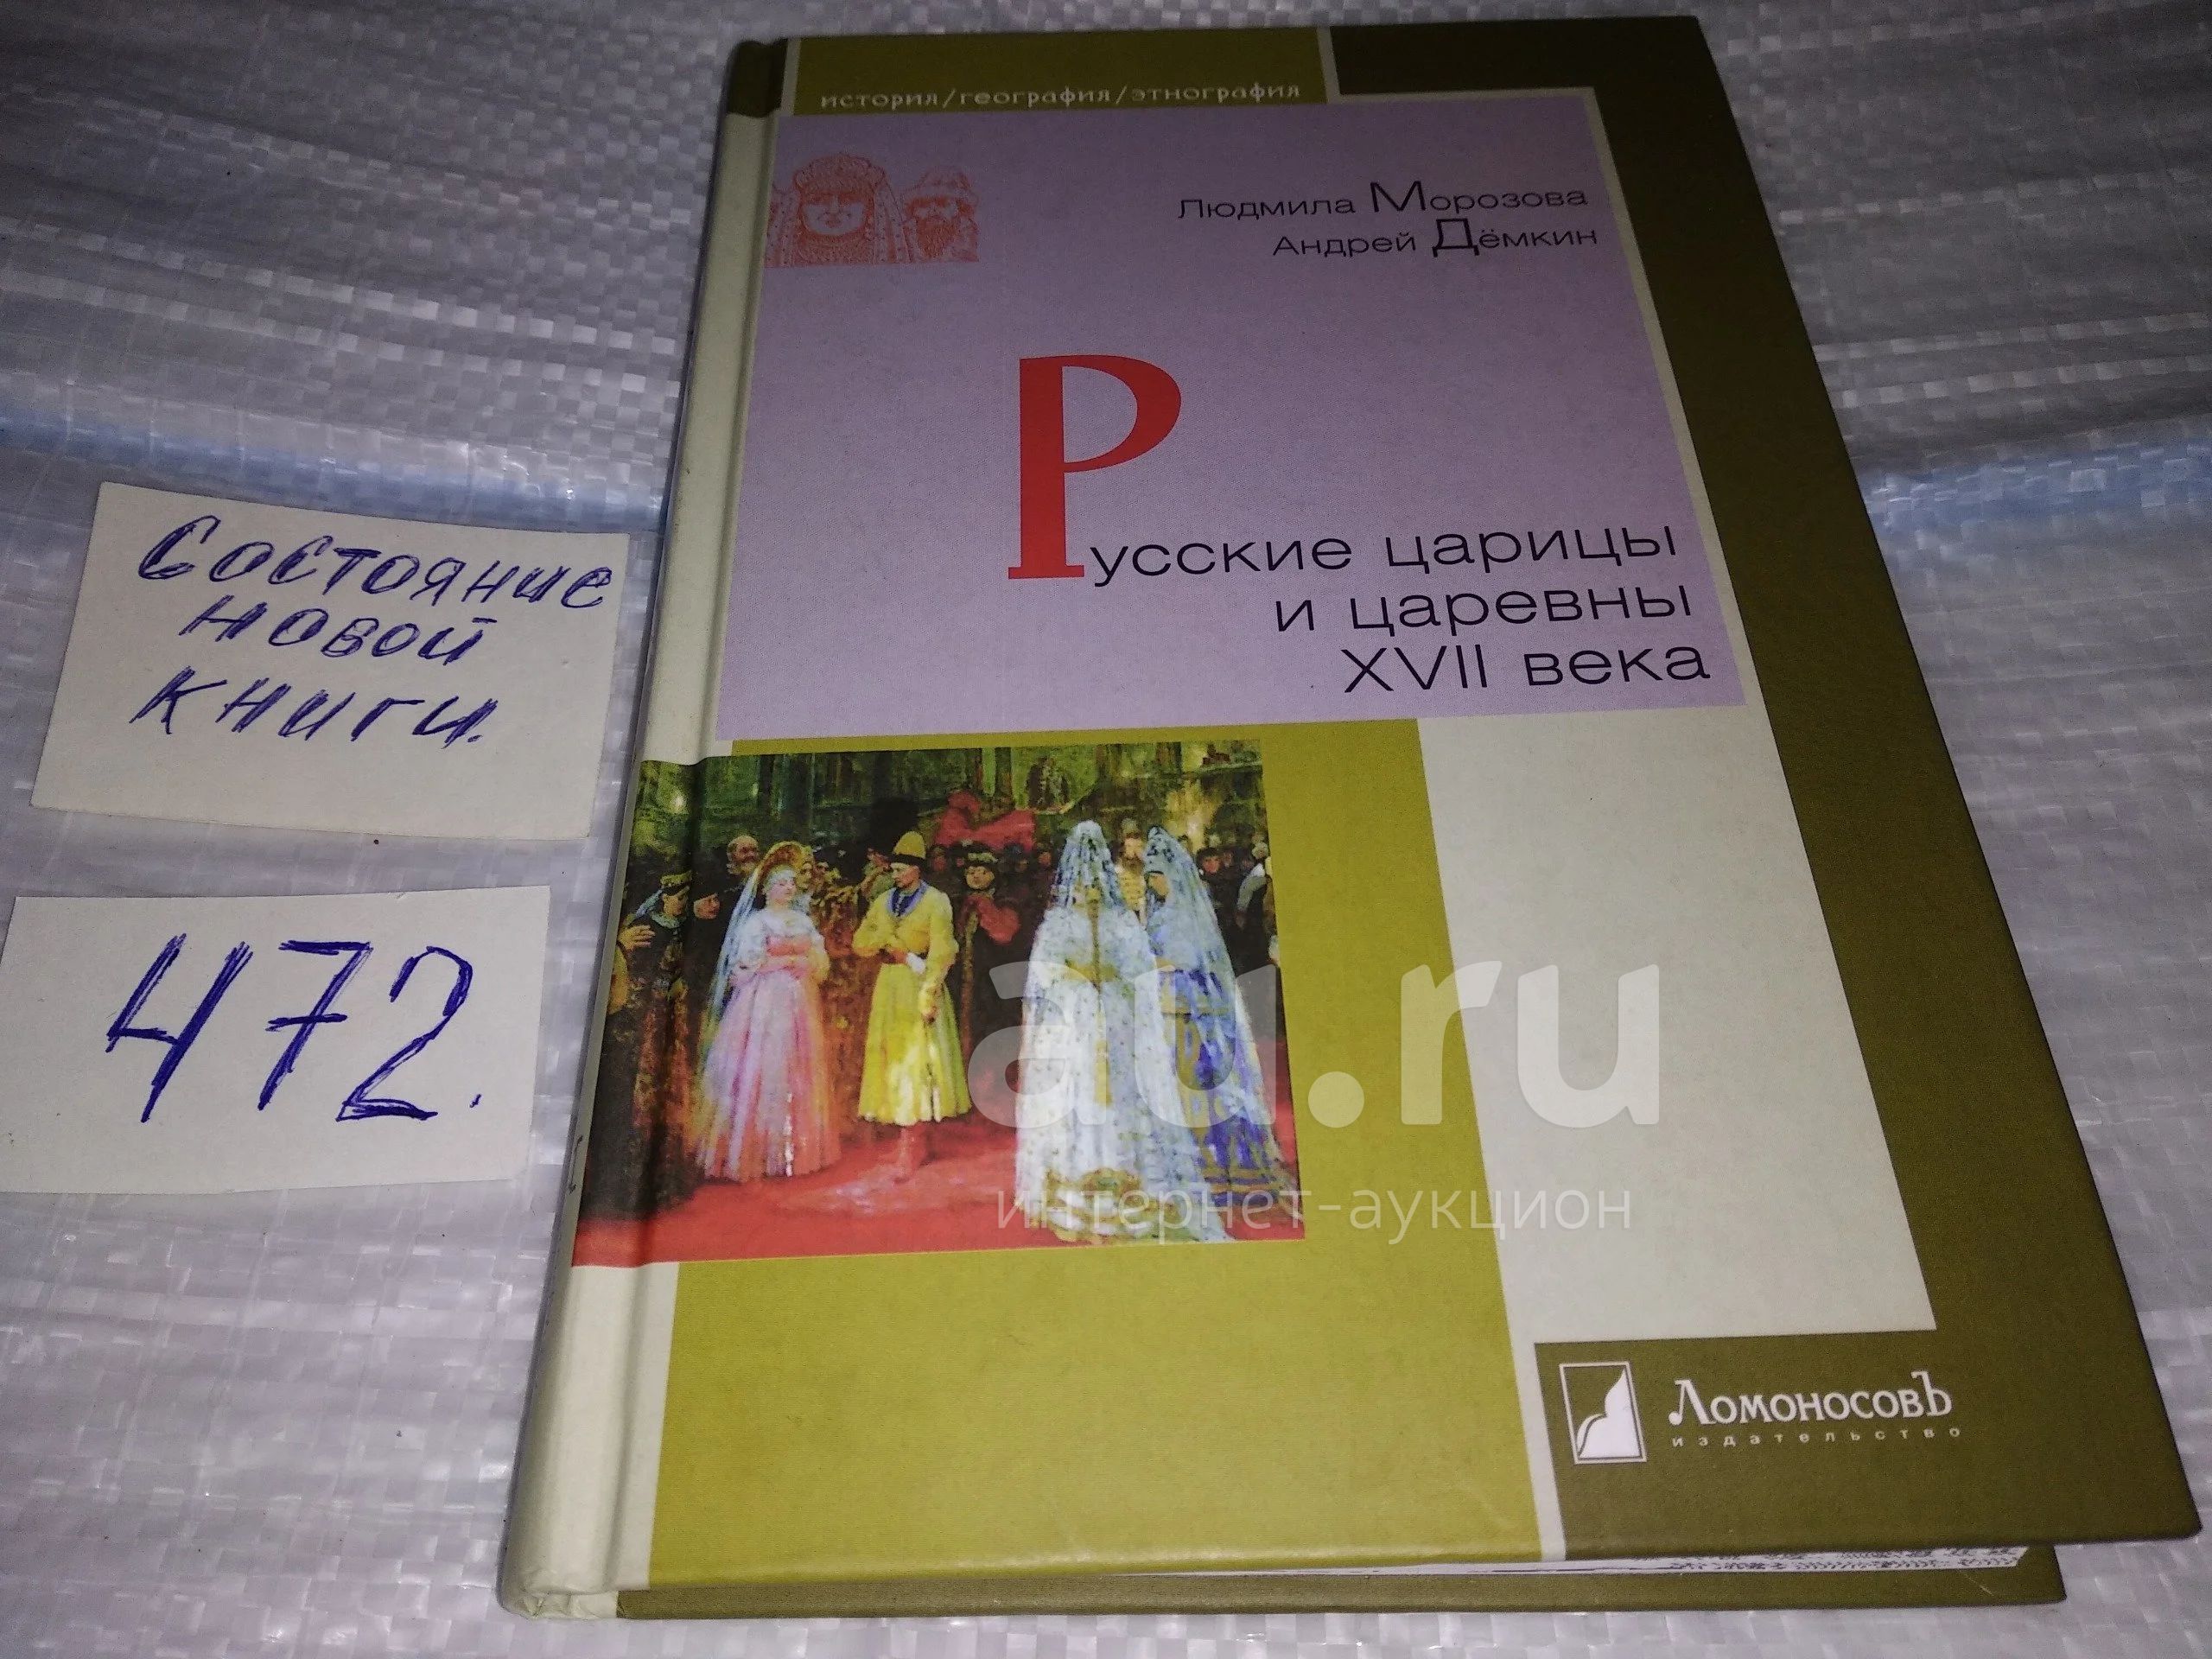 история/география/этнография
Людмила Морозова
Андрей Дёмкин
Русские царицы
и царевны
XVII века
Состояние
новой
книги.
472.
au.ru
интернет-аукцион
ЛомоносовЪ
издательство